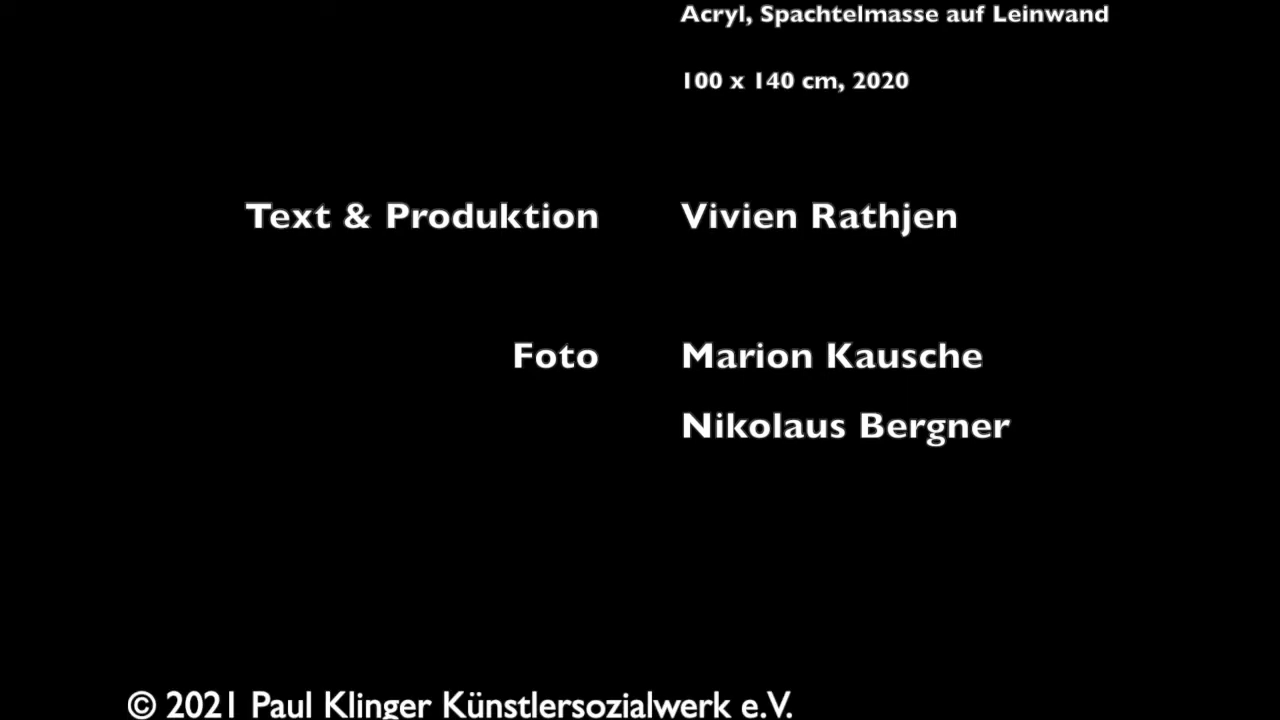 Acryl, Spachtelmasse auf Leinwand
100 x 140 cm, 2020
Text & Produktion Vivien Rathjen
Foto Marion Kausche
Nikolaus Bergner
© 2021 Paul Klinger Künstlersozialwerk e.V.